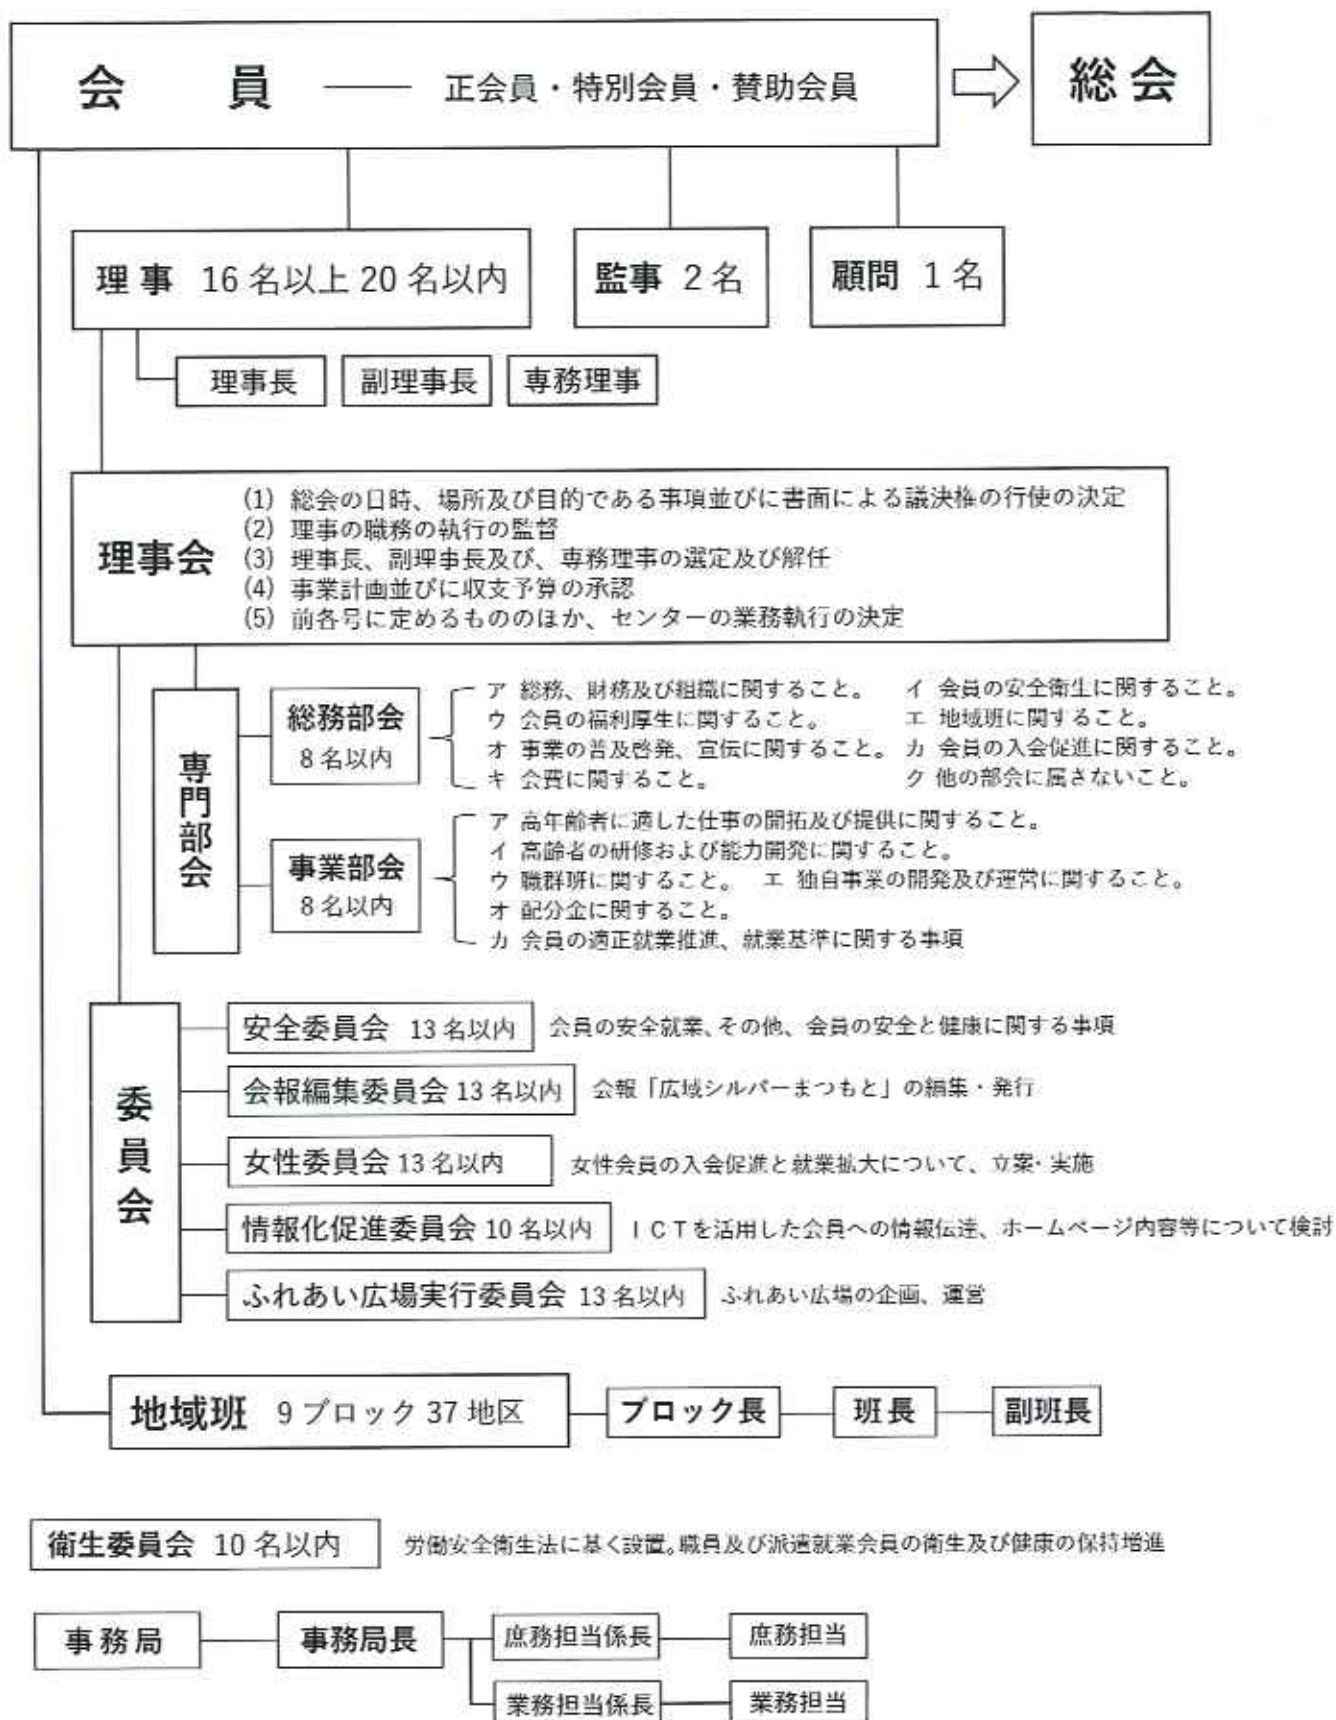 会員 正会員・特別会員・賛助会員
総会
理事 16名以上20名以内
監事 2名
顧問 1名
理事長
副理事長
専務理事
理事会
(1) 総会の日時、場所及び目的である事項並びに書面による議決権の行使の決定
(2) 理事の職務の執行の監督
(3) 理事長、副理事長及び、専務理事の選定及び解任
(4) 事業計画並びに収支予算の承認
(5) 前各号に定めるもののほか、センターの業務執行の決定
専門部会
総務部会
8名以内
ア 総務、財務及び組織に関すること。 イ 会員の安全衛生に関すること。
ウ 会員の福利厚生に関すること。 エ 地域班に関すること。
オ 事業の普及啓発、宣伝に関すること。 カ 会員の入会促進に関すること。
キ 会費に関すること。 ク 他の部会に属さないこと。
事業部会
8名以内
ア 高年齢者に適した仕事の開拓及び提供に関すること。
イ 高齢者の研修および能力開発に関すること。
ウ 職群班に関すること。 エ 独自事業の開発及び運営に関すること。
オ 配分金に関すること。
カ 会員の適正就業推進、就業基準に関する事項
委員会
安全委員会 13名以内 会員の安全就業、その他、会員の安全と健康に関する事項
会報編集委員会 13名以内 会報「広域シルバーまつもと」の編集・発行
女性委員会 13名以内 女性会員の入会促進と就業拡大について、立案・実施
情報化促進委員会 10名以内 ICTを活用した会員への情報伝達、ホームページ内容等について検討
ふれあい広場実行委員会 13名以内 ふれあい広場の企画、運営
地域班 9ブロック37地区
ブロック長
班長
副班長
衛生委員会 10名以内 労働安全衛生法に基く設置。職員及び派遣就業会員の衛生及び健康の保持増進
事務局
事務局長
庶務担当係長
庶務担当
業務担当係長
業務担当